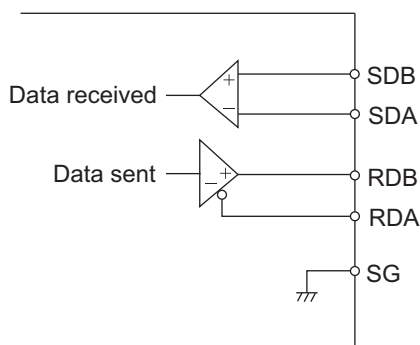 SDB
+
Data received
−
SDA
Data sent
+
−
RDB
RDA
SG